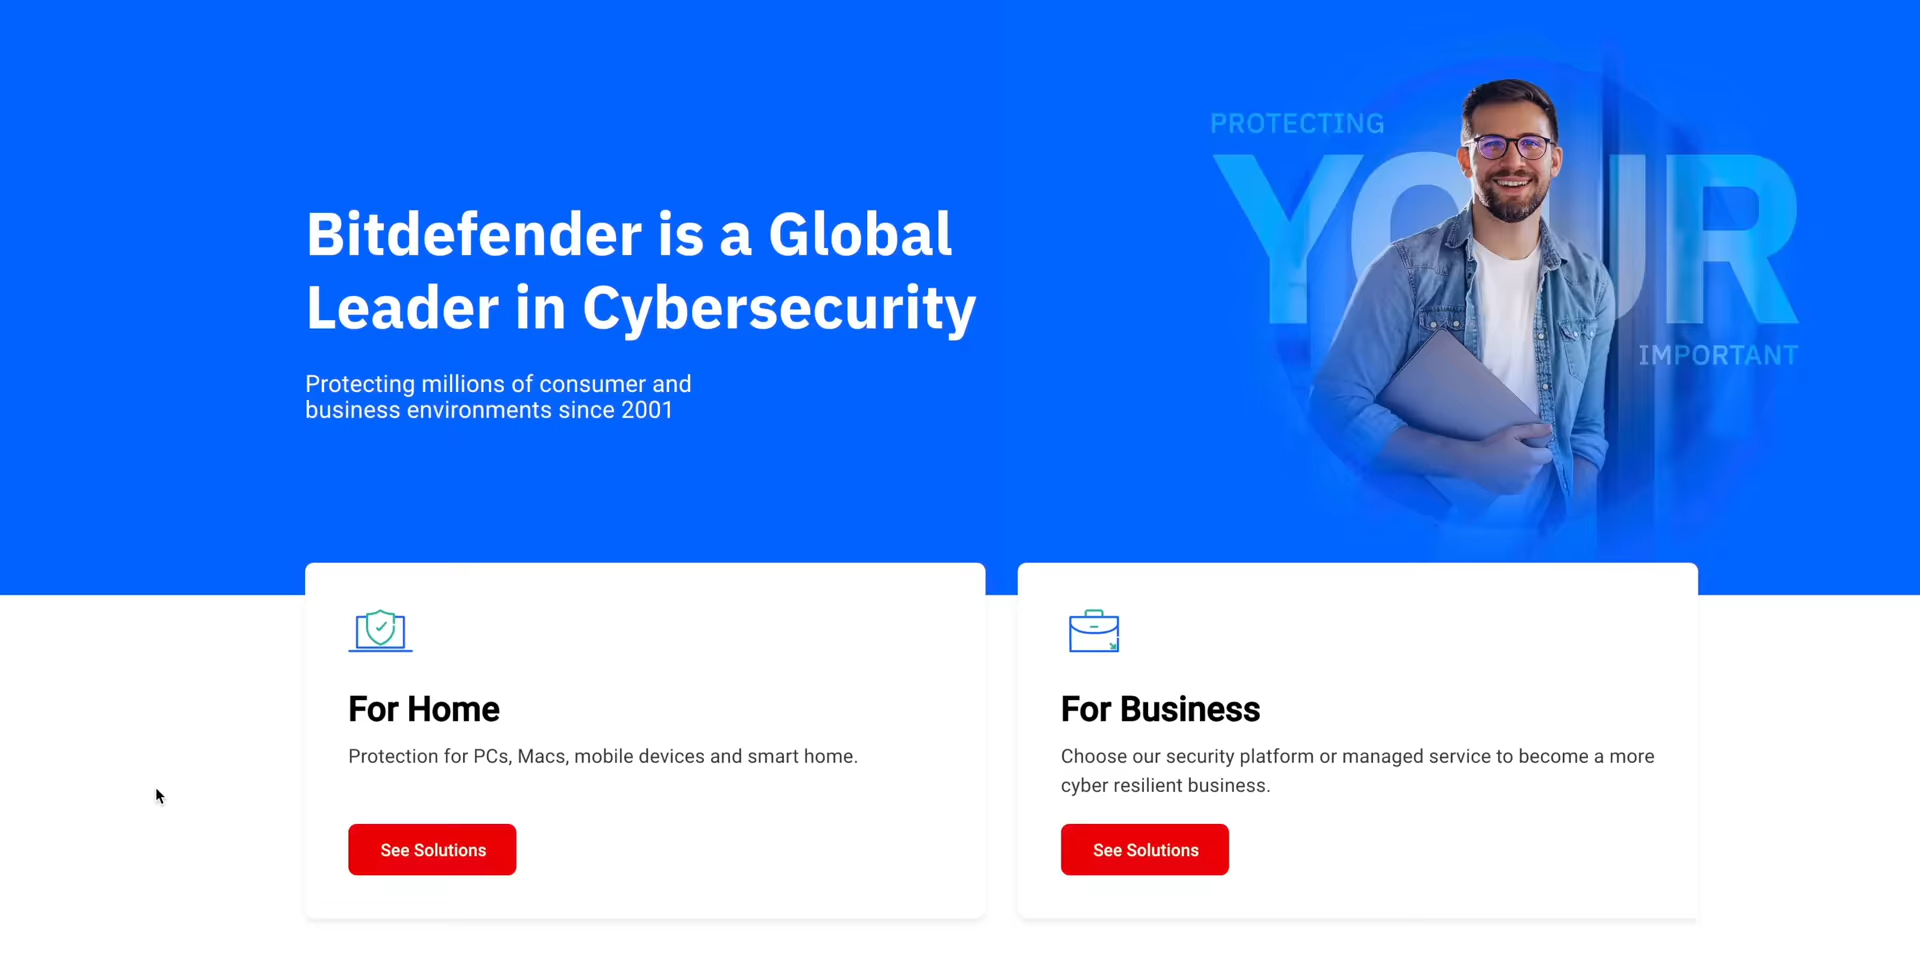 Bitdefender is a Global
Leader in Cybersecurity
Protecting millions of consumer and
business environments since 2001
PROTECTING
YOUR
IMPORTANT
For Home
Protection for PCs, Macs, mobile devices and smart home.
See Solutions
For Business
Choose our security platform or managed service to become a more
cyber resilient business.
See Solutions